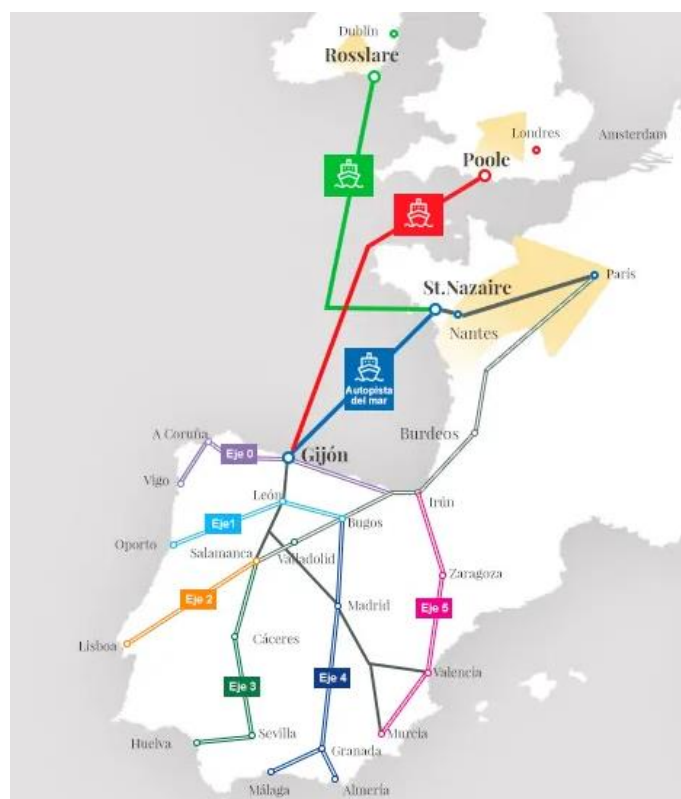 Dublín
Rosslare
Londres
Amsterdam
Poole
París
St.Nazaire
Nantes
Autopista
del mar
A Coruña
Eje 0
Gijón
Burdeos
Vigo
León
Irún
Eje1
Bugos
Oporto
Salamanca
Valladolid
Zaragoza
Eje 2
Madrid
Eje 5
Lisboa
Cáceres
Eje 3
Eje 4
Valencia
Huelva
Sevilla
Murcia
Granada
Málaga
Almería